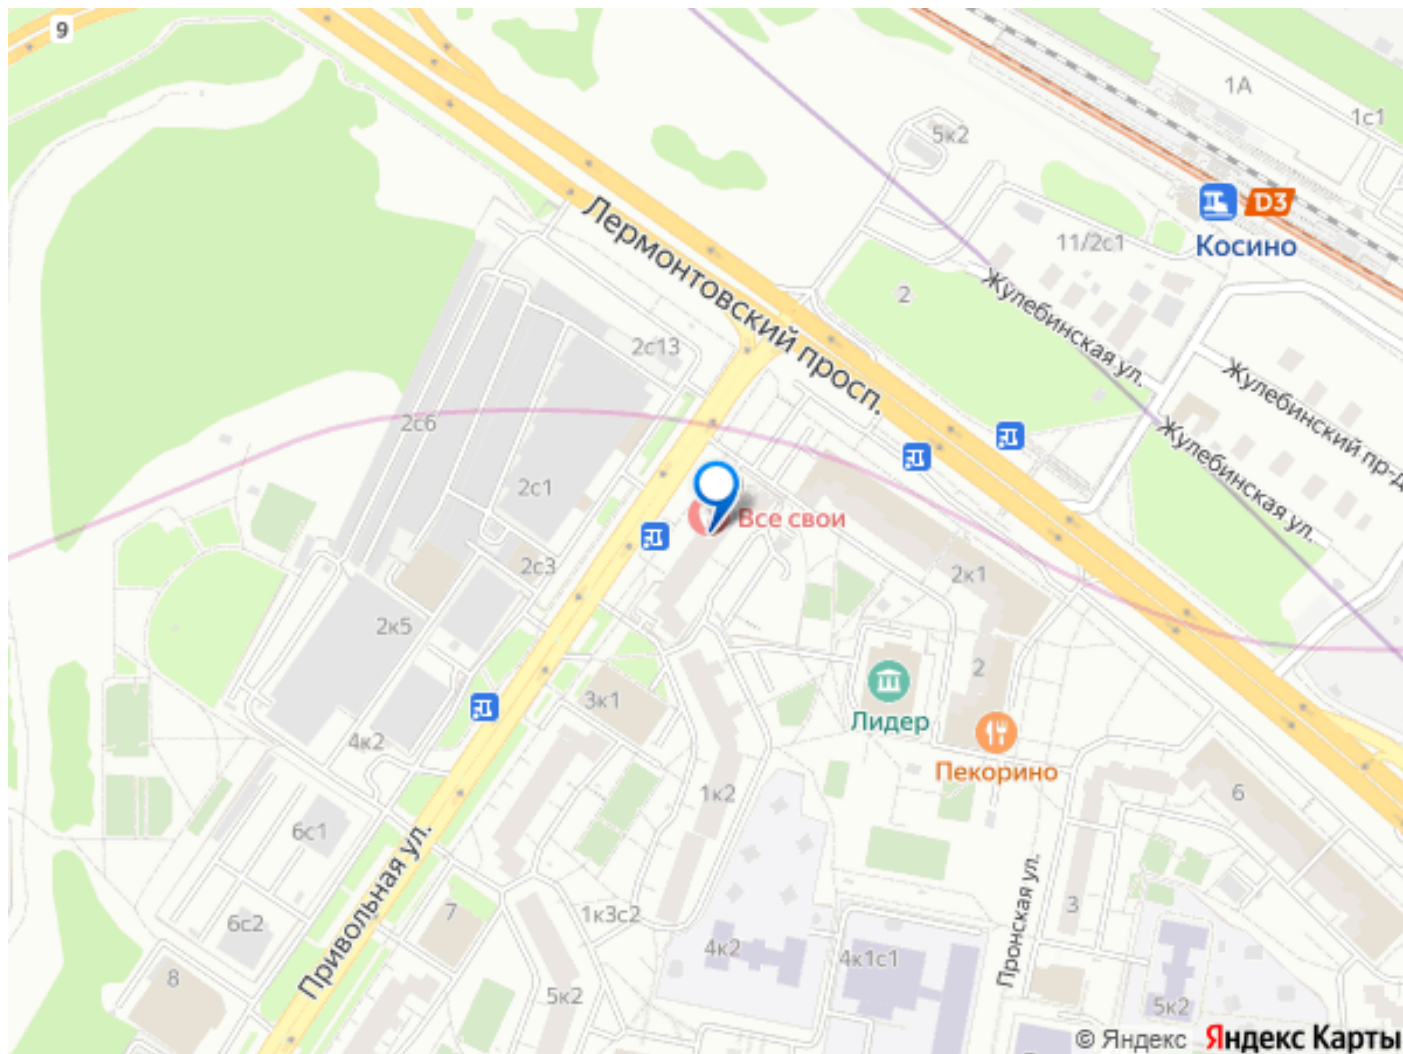 9
1А
1с1
5к2
D3
Косино
11/2с1
Лермонтовский просп.
2
Жулебинская ул.
2с13
Жулебинский пр-д
2с6
Жулебинская ул.
2с1
Все свои
2с3
2к1
2к5
2
3к1
Лидер
4к2
Пекорино
1к2
6
6с1
Привольная ул.
Пронская ул.
3
7
1к3с2
6с2
4к2
4к1с1
8
5к2
5к2
© Яндекс Яндекс Карты